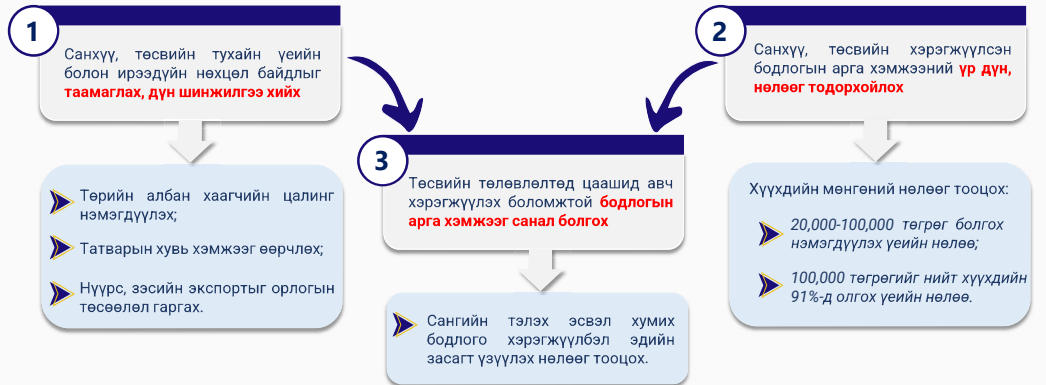 1
Санхүү, төсвийн тухайн үеийн
болон ирээдүйн нөхцөл байдлыг
таамаглах, дүн шинжилгээ хийх
Төрийн албан хаагчийн цалинг
нэмэгдүүлэх;
Татварын хувь хэмжээг өөрчлөх;
Нүүрс, зэсийн экспортыг орлогын
төсөөлөл гаргах.
2
Санхүү, төсвийн хэрэгжүүлсэн
бодлогын арга хэмжээний үр дүн,
нөлөөг тодорхойлох
Хүүхдийн мөнгөний нөлөөг тооцох:
20,000-100,000 төгрөг болгох
нэмэгдүүлэх үеийн нөлөө;
100,000 төгрөгийг нийт хүүхдийн
91%-д олгох үеийн нөлөө.
3
Төсвийн төлөвлөлтөд цаашид авч
хэрэгжүүлэх боломжтой бодлогын
арга хэмжээг санал болгох
Сангийн тэлэх эсвэл хумих
бодлого хэрэгжүүлбэл эдийн
засагт үзүүлэх нөлөөг тооцох.